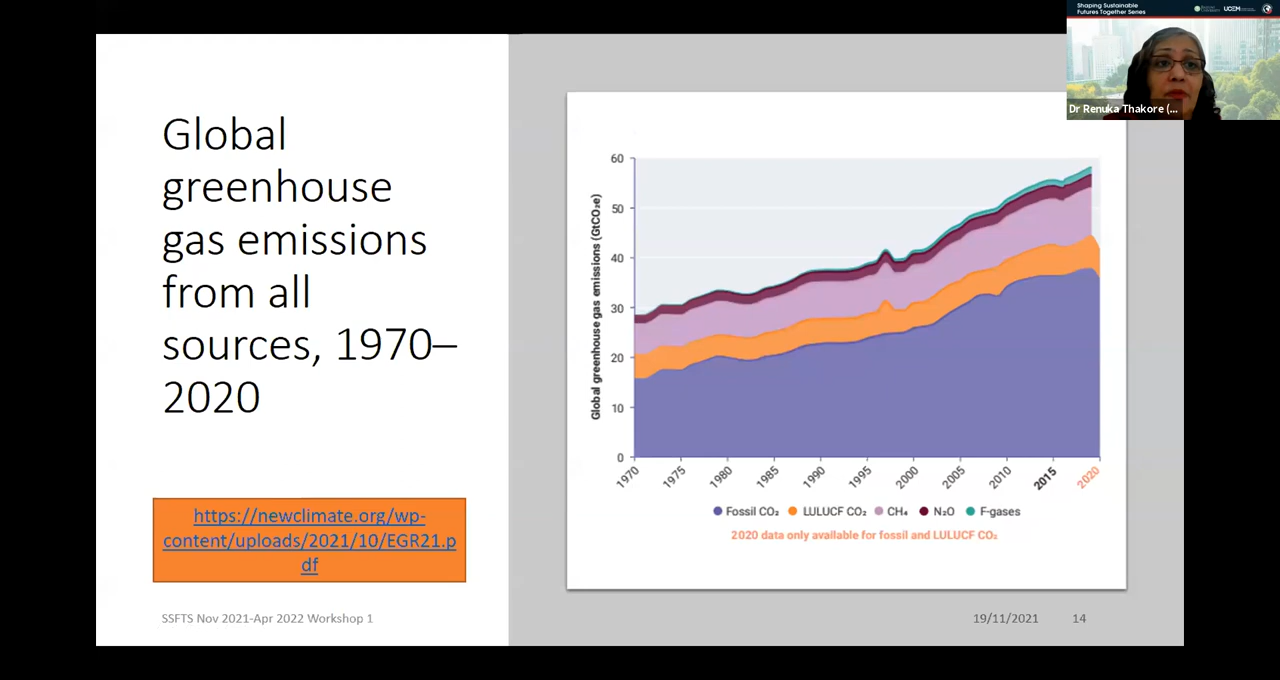 Shaping Sustainable
Futures Together Series
UCEM
Dr Renuka Thakore (...
Global
greenhouse
gas emissions
from all
sources, 1970–
2020
https://newclimate.org/wp-
content/uploads/2021/10/EGR21.p
df
Global greenhouse gas emissions (GtCO₂e)
60
50
40
30
20
10
0
1970
1975
1980
1985
1990
1995
2000
2005
2010
2015
2020
Fossil CO₂ LULUCF CO₂ CH₄ N₂O F-gases
2020 data only available for fossil and LULUCF CO₂
SSFTS Nov 2021-Apr 2022 Workshop 1
19/11/2021 14